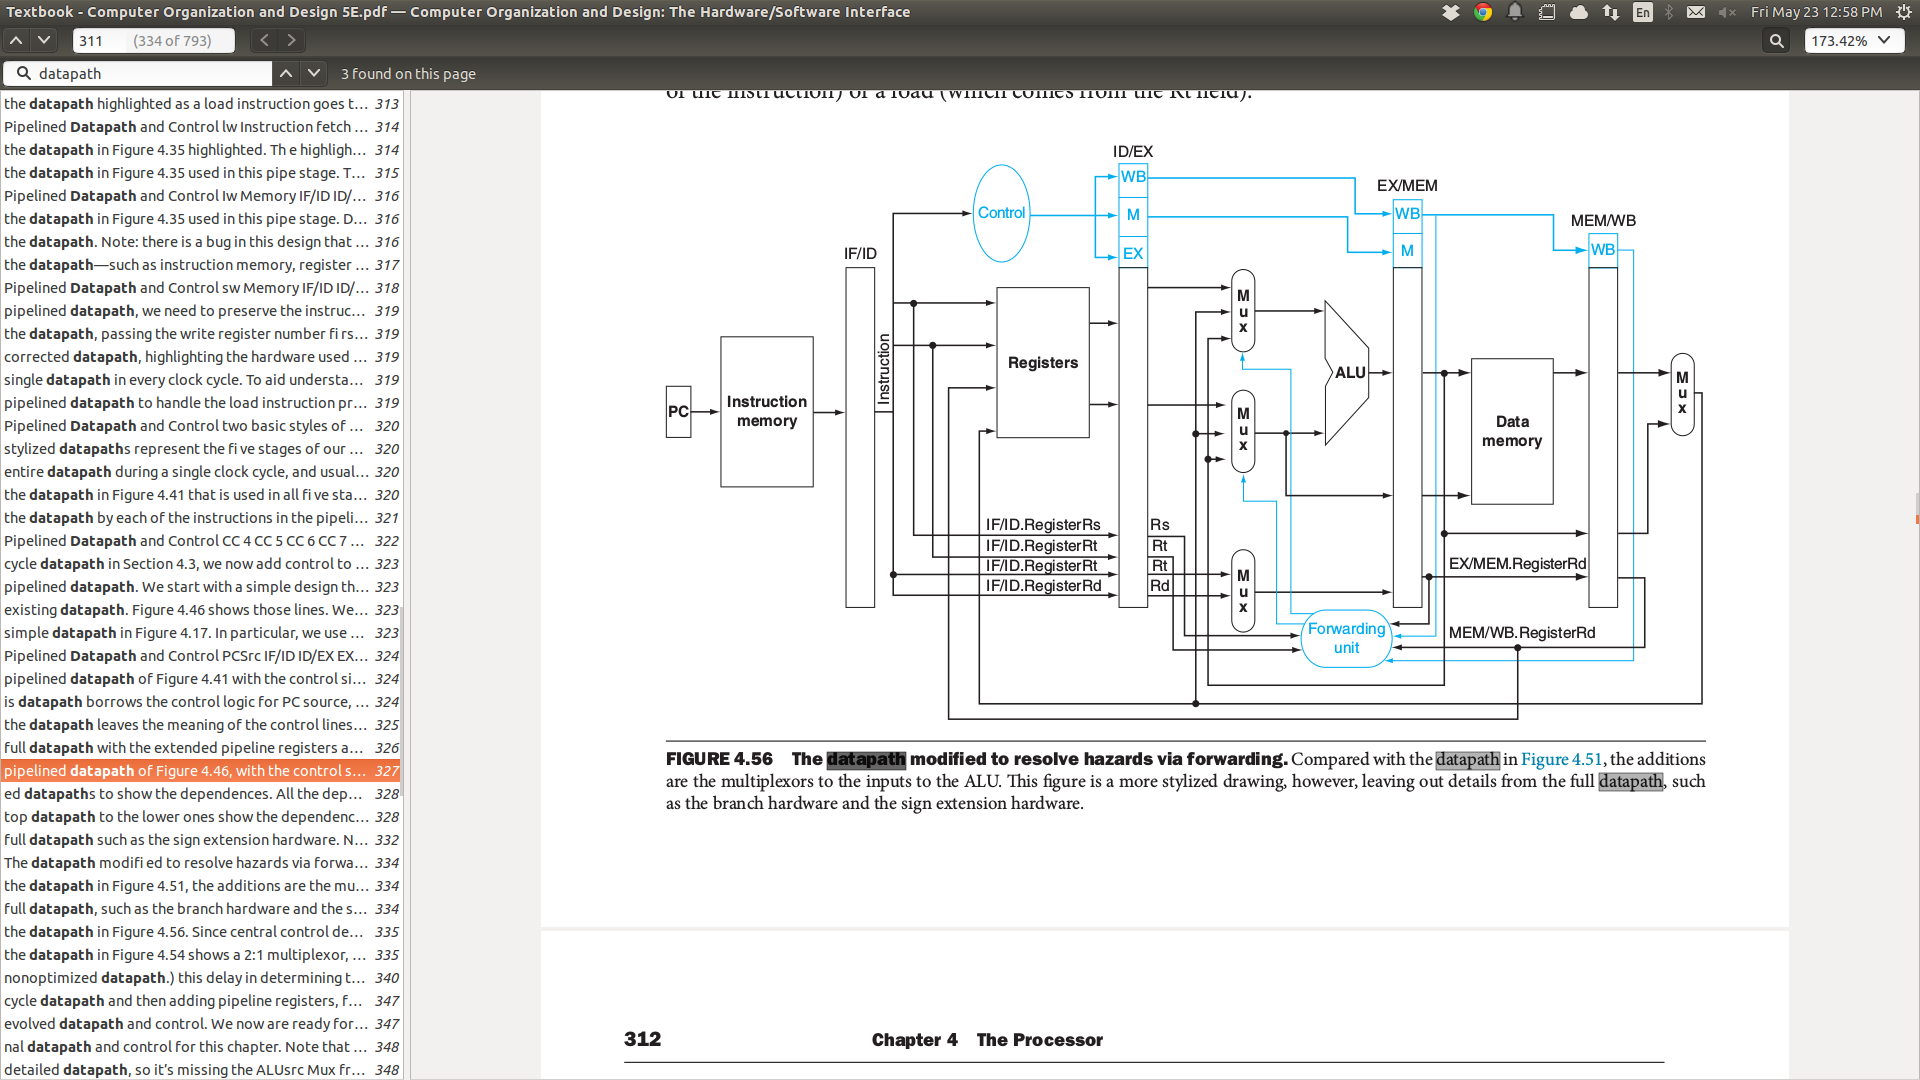 Textbook - Computer Organization and Design 5E.pdf — Computer Organization and Design: The Hardware/Software Interface
En
Fri May 23 12:58 PM
311 (334 of 793)
173.42%
datapath
3 found on this page
the datapath highlighted as a load instruction goes t... 313
Pipelined Datapath and Control lw Instruction fetch ... 314
the datapath in Figure 4.35 highlighted. Th e highligh... 314
the datapath in Figure 4.35 used in this pipe stage. T... 315
Pipelined Datapath and Control Iw Memory IF/ID ID/... 316
the datapath in Figure 4.35 used in this pipe stage. D... 316
the datapath. Note: there is a bug in this design that ... 316
the datapath—such as instruction memory, register ... 317
Pipelined Datapath and Control sw Memory IF/ID ID/... 318
pipelined datapath, we need to preserve the instruc... 319
the datapath, passing the write register number fi rs... 319
corrected datapath, highlighting the hardware used ... 319
single datapath in every clock cycle. To aid understa... 319
pipelined datapath to handle the load instruction pr... 319
Pipelined Datapath and Control two basic styles of ... 320
stylized datapaths represent the fi ve stages of our ... 320
entire datapath during a single clock cycle, and usual... 320
the datapath in Figure 4.41 that is used in all fi ve sta... 320
the datapath by each of the instructions in the pipeli... 321
Pipelined Datapath and Control CC 4 CC 5 CC 6 CC 7 ... 322
cycle datapath in Section 4.3, we now add control to ... 323
pipelined datapath. We start with a simple design th... 323
existing datapath. Figure 4.46 shows those lines. We... 323
simple datapath in Figure 4.17. In particular, we use ... 323
Pipelined Datapath and Control PCSrc IF/ID ID/EX EX... 324
pipelined datapath of Figure 4.41 with the control si... 324
is datapath borrows the control logic for PC source, ... 324
the datapath leaves the meaning of the control lines... 325
full datapath with the extended pipeline registers a... 326
pipelined datapath of Figure 4.46, with the control s... 327
ed datapaths to show the dependences. All the dep... 328
top datapath to the lower ones show the dependenc... 328
full datapath such as the sign extension hardware. N... 332
The datapath modifi ed to resolve hazards via forwa... 334
the datapath in Figure 4.51, the additions are the mu... 334
full datapath, such as the branch hardware and the s... 334
the datapath in Figure 4.56. Since central control de... 335
the datapath in Figure 4.54 shows a 2:1 multiplexor, ... 335
nonoptimized datapath.) this delay in determining t... 340
cycle datapath and then adding pipeline registers, f... 347
evolved datapath and control. We now are ready for... 347
nal datapath and control for this chapter. Note that ... 348
detailed datapath, so it's missing the ALUsrc Mux fr... 348
of the instruction) or a load (which comes from the Rt field).
ID/EX
WB
M
EX
Control
EX/MEM
WB
M
MEM/WB
WB
IF/ID
Instruction
PC
Instruction
memory
Registers
M
u
x
M
u
x
ALU
Data
memory
M
u
x
IF/ID.RegisterRs
IF/ID.RegisterRt
IF/ID.RegisterRt
IF/ID.RegisterRd
Rs
Rt
Rt
Rd
M
u
x
EX/MEM.RegisterRd
Forwarding
unit
MEM/WB.RegisterRd
FIGURE 4.56 The datapath modified to resolve hazards via forwarding. Compared with the datapath in Figure 4.51, the additions
are the multiplexors to the inputs to the ALU. This figure is a more stylized drawing, however, leaving out details from the full datapath, such
as the branch hardware and the sign extension hardware.
312 Chapter 4 The Processor